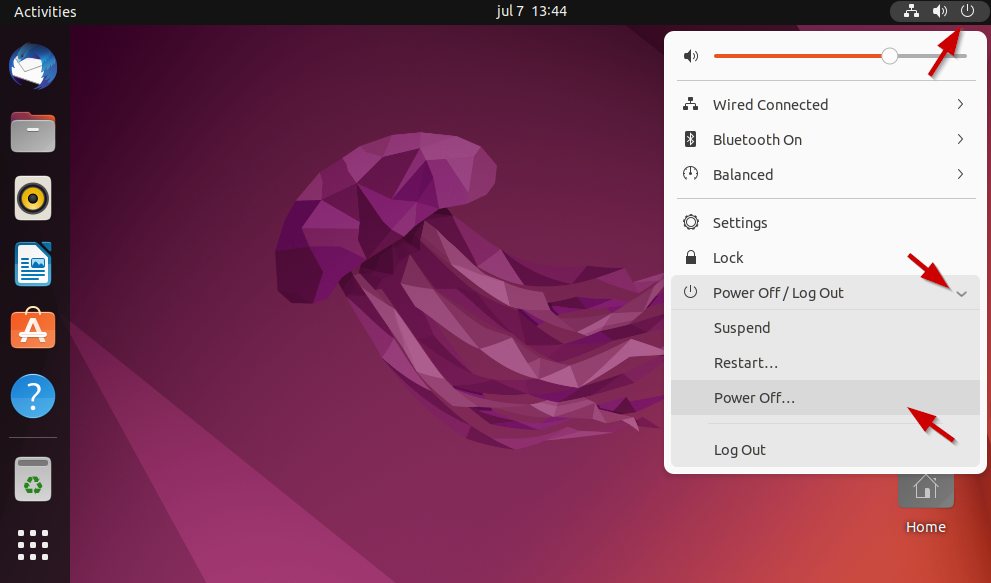 Activities
jul 7 13:44
Wired Connected
Bluetooth On
Balanced
Settings
Lock
Power Off / Log Out
Suspend
Restart…
Power Off…
Log Out
Home